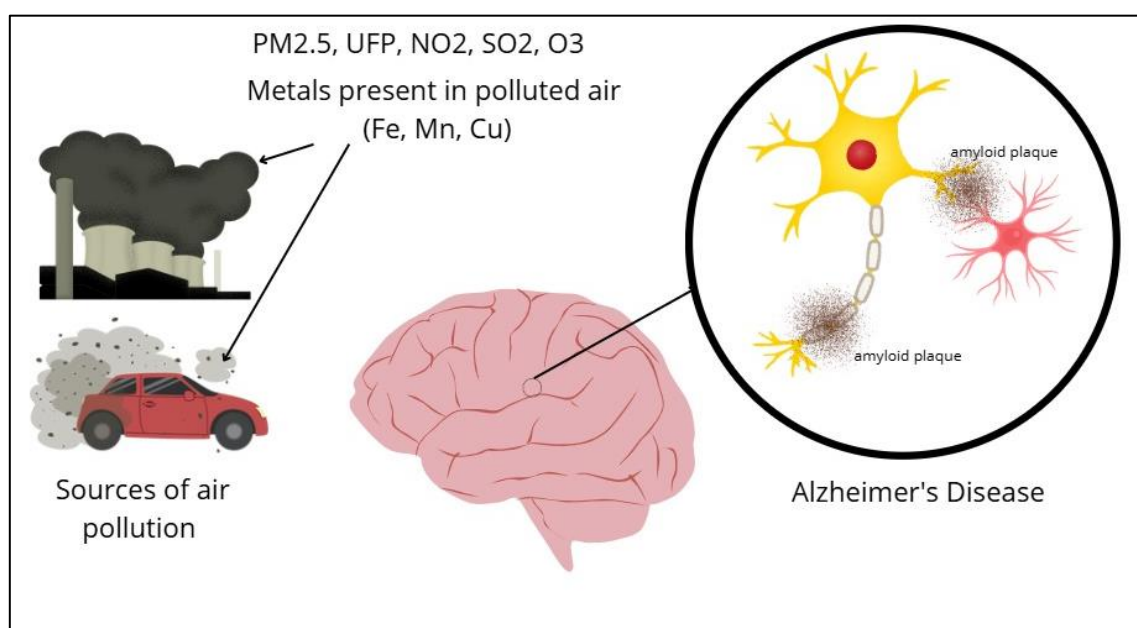 PM2.5, UFP, NO2, SO2, O3
Metals present in polluted air
(Fe, Mn, Cu)
amyloid plaque
amyloid plaque
Sources of air
pollution
Alzheimer's Disease